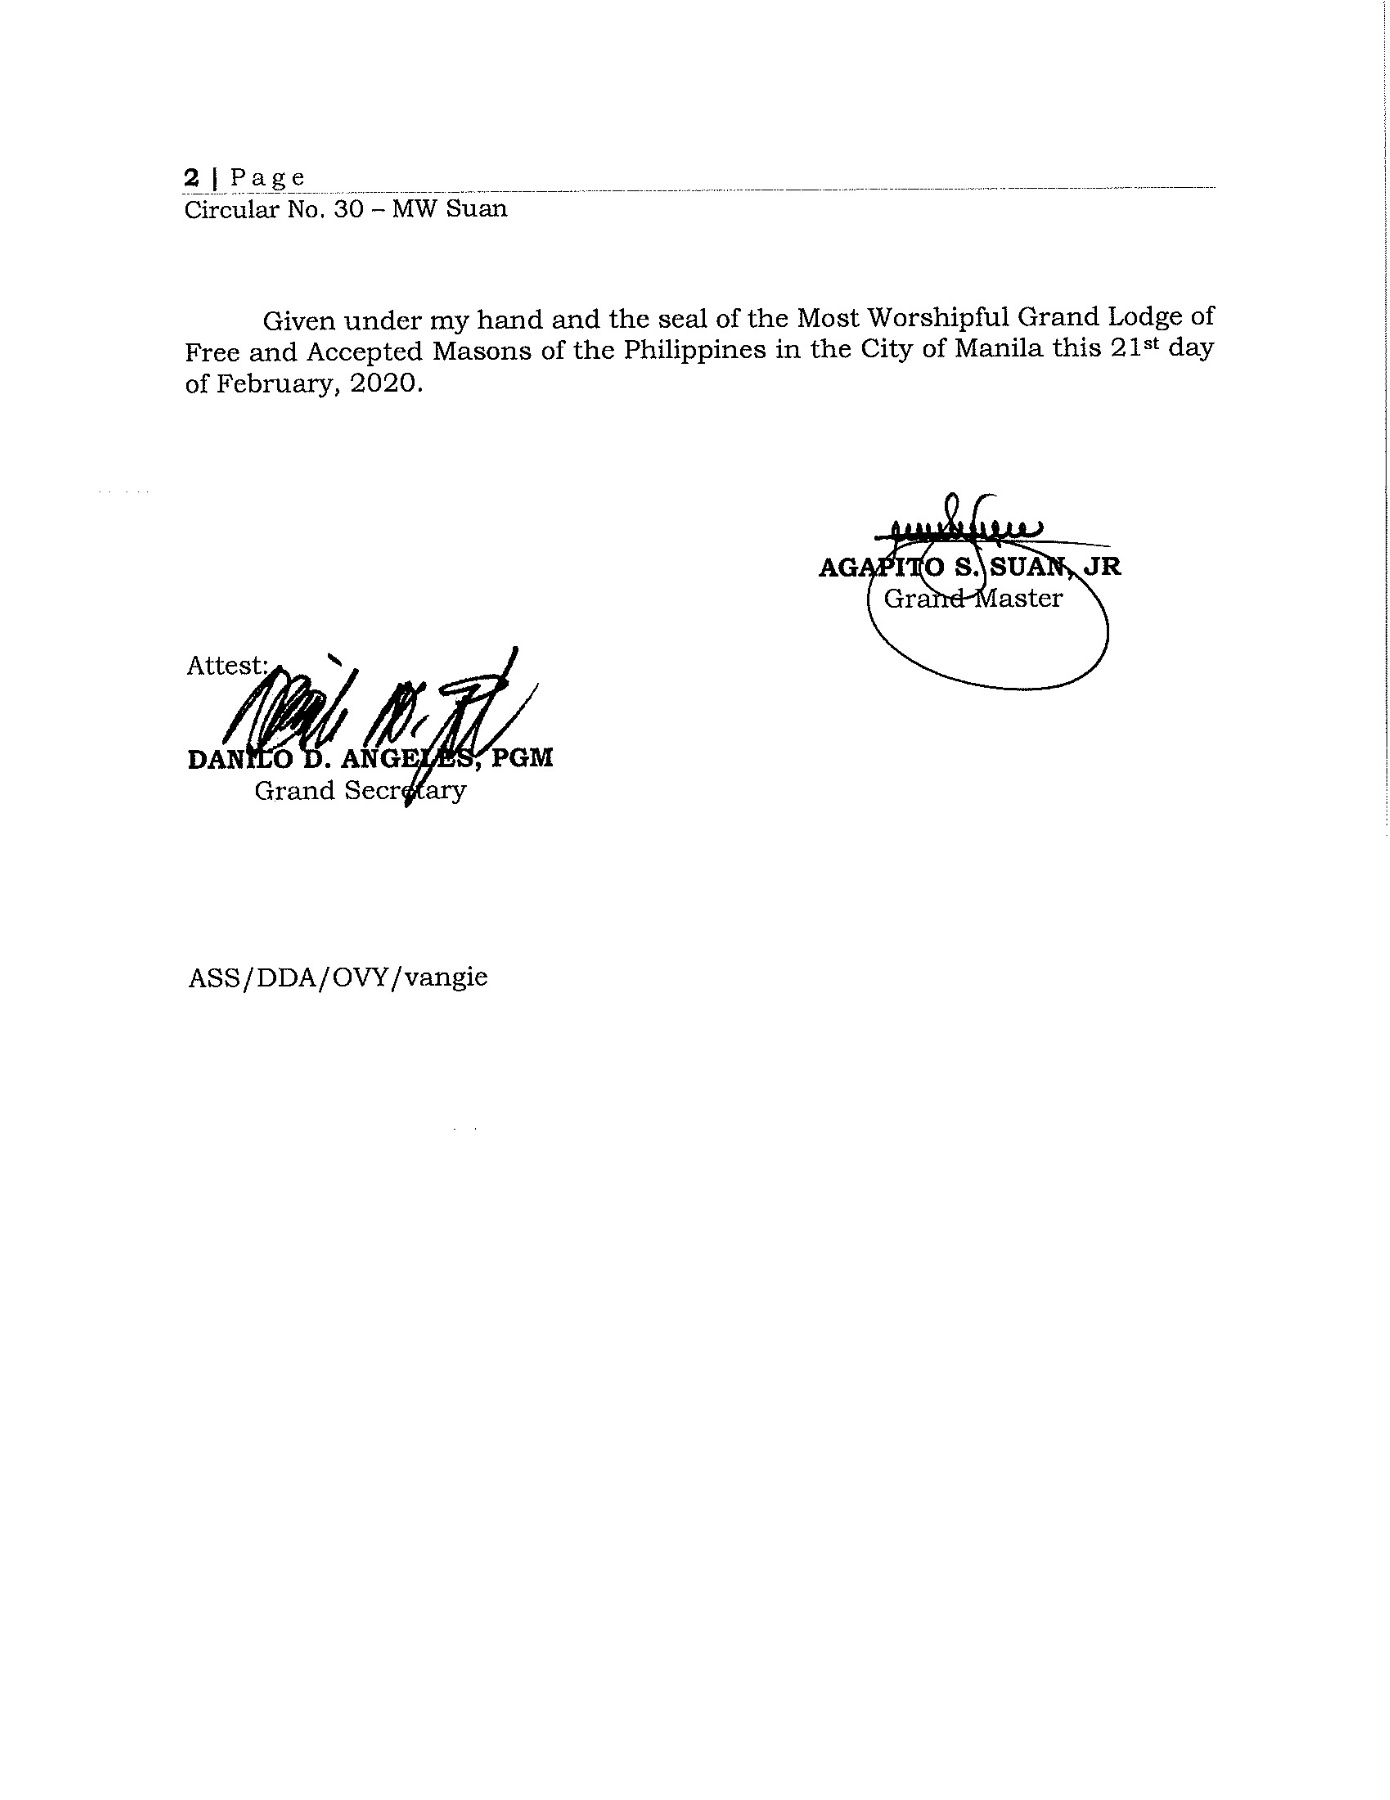 2 | Page
Circular No. 30 – MW Suan
Given under my hand and the seal of the Most Worshipful Grand Lodge of
Free and Accepted Masons of the Philippines in the City of Manila this 21st day
of February, 2020.
AGAPITO S. SUAN, JR
Grand Master
Attest:
DANILO D. ANGELES, PGM
Grand Secretary
ASS/DDA/OVY/vangie